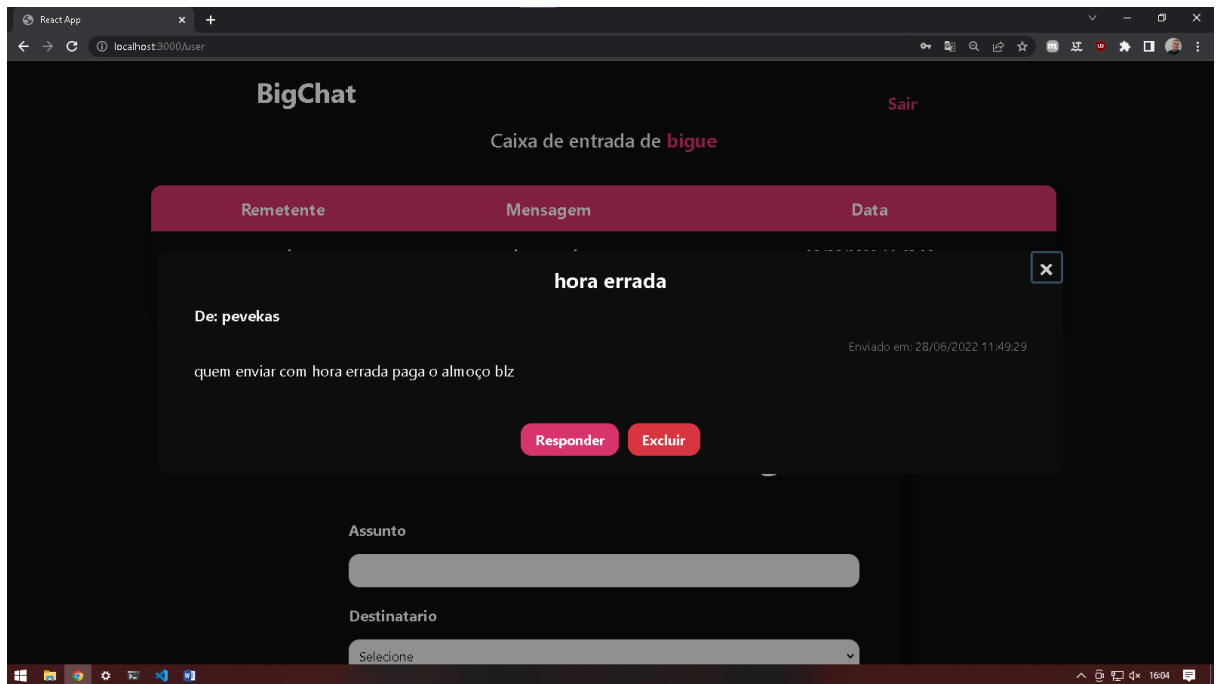 React App
localhost:3000/user
BigChat
Sair
Caixa de entrada de bigue
Remetente Mensagem Data
hora errada
De: pevekas
Enviado em: 28/06/2022 11:49:29
quem enviar com hora errada paga o almoço blz
Responder Excluir
Assunto
Destinatario
Selecione
16:04